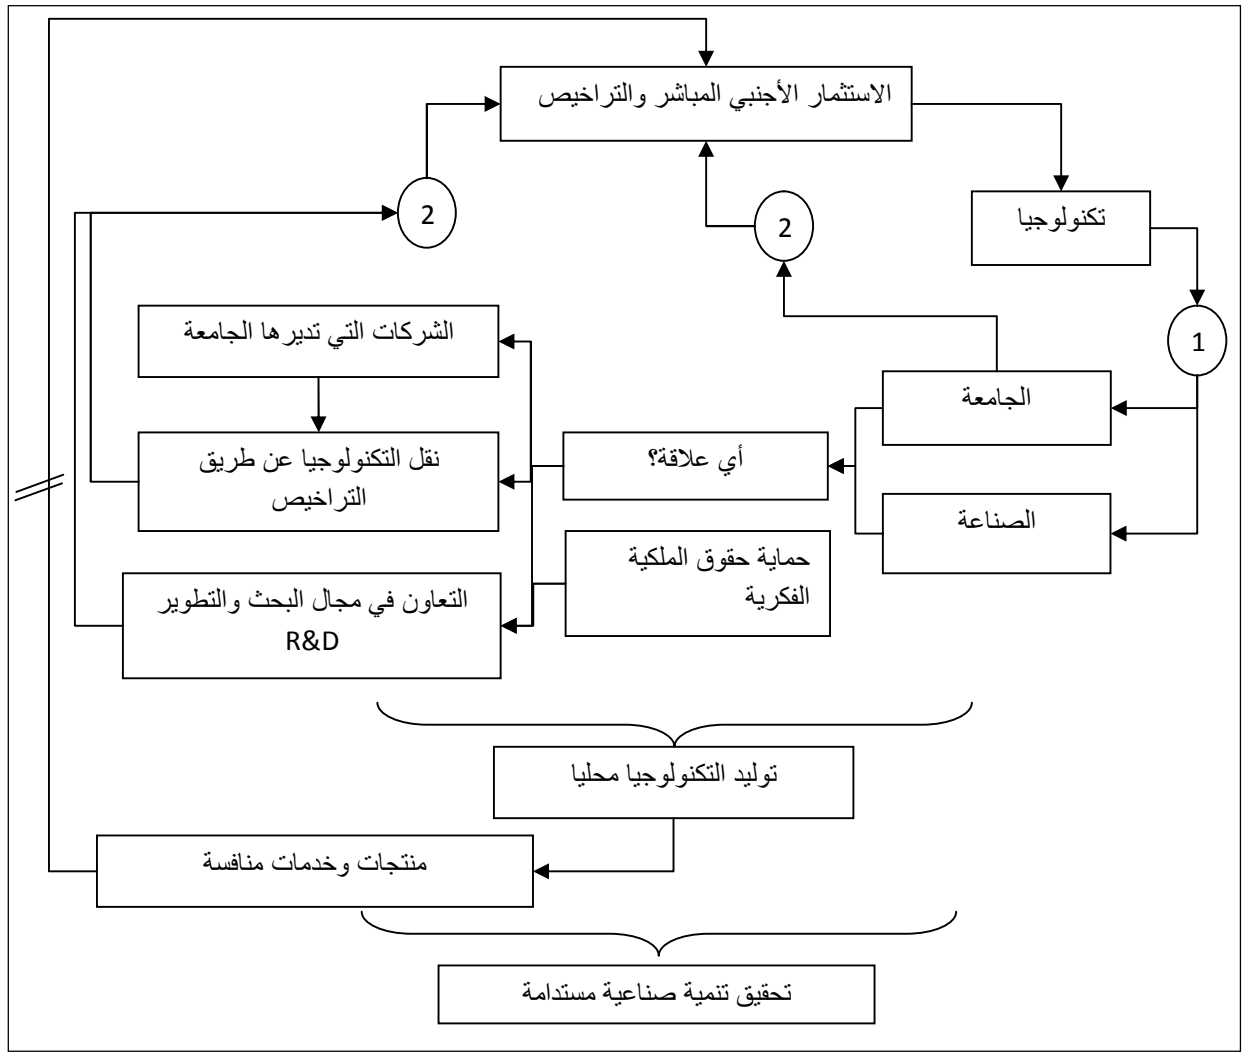 الاستثمار الأجنبي المباشر والتراخيص
تكنولوجيا
2
2
1
الشركات التي تديرها الجامعة
الجامعة
أي علاقة؟
نقل التكنولوجيا عن طريق
التراخيص
الصناعة
حماية حقوق الملكية
الفكرية
التعاون في مجال البحث والتطوير
R&D
توليد التكنولوجيا محليا
منتجات وخدمات منافسة
تحقيق تنمية صناعية مستدامة